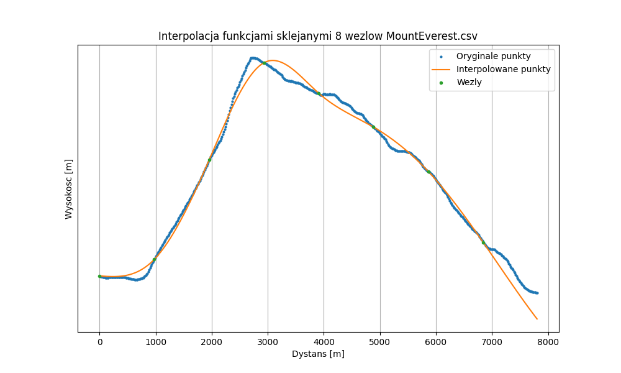 Interpolacja funkcjami sklejanymi 8 wezlow MountEverest.csv
Oryginale punkty
Interpolowane punkty
Wezly
Wysokosc [m]
0 1000 2000 3000 4000 5000 6000 7000 8000
Dystans [m]